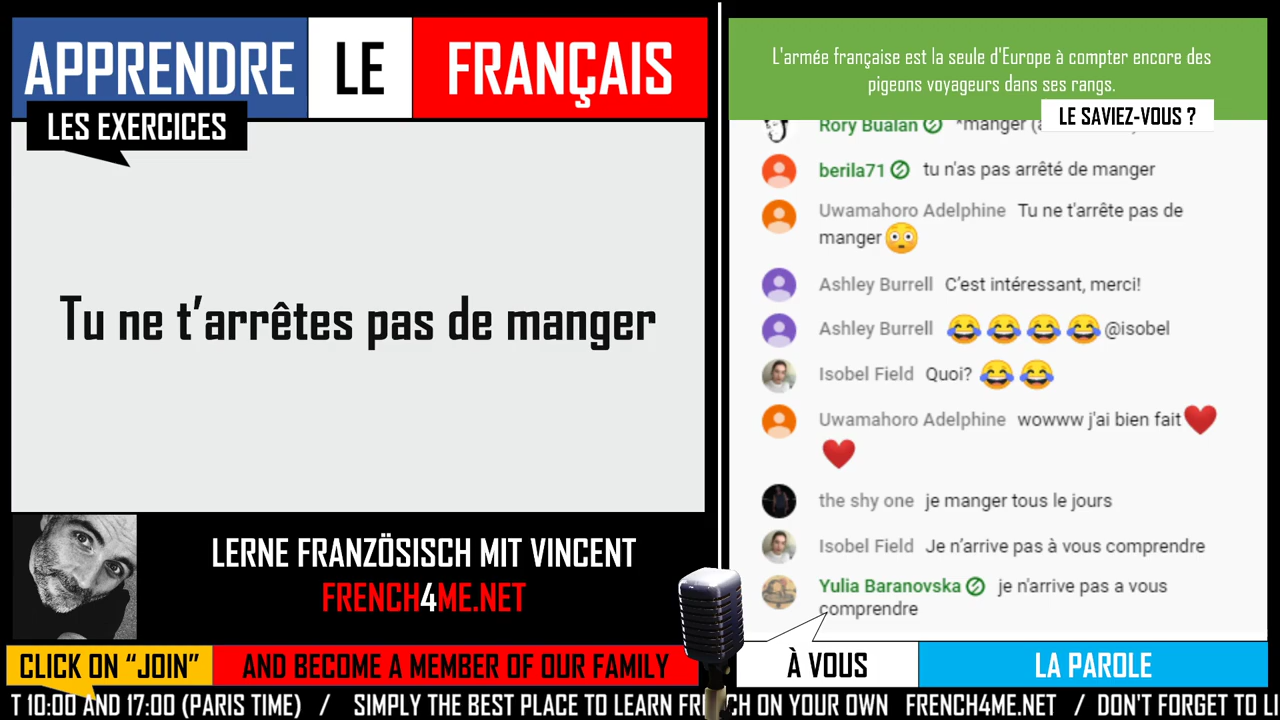 APPRENDRE LE FRANÇAIS
LES EXERCICES
Tu ne t’arrêtes pas de manger
LERNE FRANZÖSISCH MIT VINCENT
FRENCH4ME.NET
CLICK ON “JOIN” AND BECOME A MEMBER OF OUR FAMILY
L'armée française est la seule d'Europe à compter encore des
pigeons voyageurs dans ses rangs.
LE SAVIEZ-VOUS ?
Rory Bualan *manger
berila71 tu n'as pas arrêté de manger
Uwamahoro Adelphine Tu ne t'arrête pas de
manger😳
Ashley Burrell C’est intéressant, merci!
Ashley Burrell 😂😂😂😂@isobel
Isobel Field Quoi? 😂😂
Uwamahoro Adelphine wowww j'ai bien fait❤️
❤️
the shy one je manger tous le jours
Isobel Field Je n’arrive pas à vous comprendre
Yulia Baranovska je n'arrive pas a vous
comprendre
À VOUS LA PAROLE
T 10:00 AND 17:00 (PARIS TIME) / SIMPLY THE BEST PLACE TO LEARN FR CH ON YOUR OWN FRENCH4ME.NET / DON'T FORGET TO LI